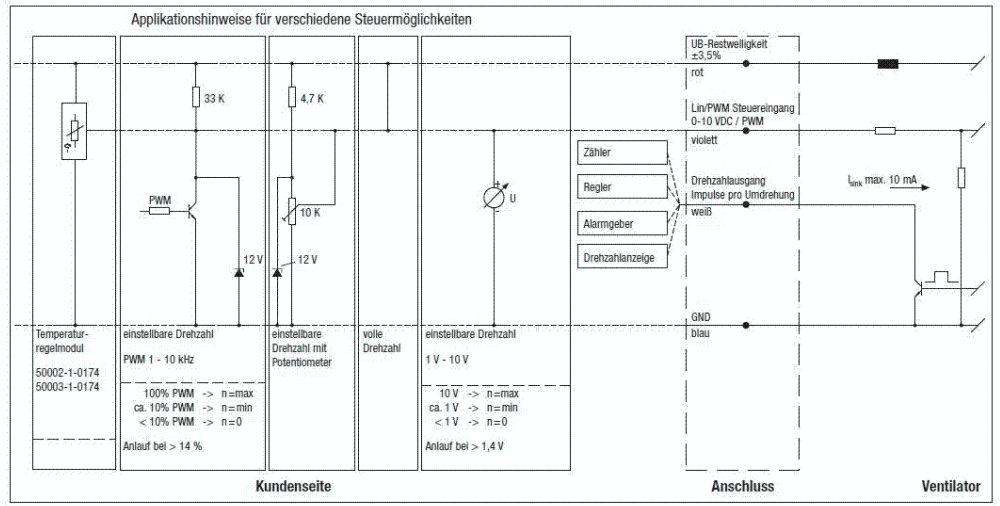 Applikationshinweise für verschiedene Steuermöglichkeiten
33 K
PWM
12 V
4,7 K
10 K
12 V
+
U
-
Zähler
Regler
Alarmgeber
Drehzahlanzeige
UB-Restwelligkeit
±3,5%
rot
Lin/PWM Steuereingang
0-10 VDC / PWM
violett
Drehzahlausgang
Impulse pro Umdrehung
weiß
GND
blau
Isink max. 10 mA
Temperatur-
regelmodul
50002-1-0174
50003-1-0174
einstellbare Drehzahl
PWM 1 - 10 kHz
100% PWM -> n=max
ca. 10% PWM -> n=min
< 10% PWM -> n=0
Anlauf bei > 14 %
einstellbare
Drehzahl mit
Potentiometer
volle
Drehzahl
einstellbare Drehzahl
1 V - 10 V
10 V -> n=max
ca. 1 V -> n=min
< 1 V -> n=0
Anlauf bei > 1,4 V
Kundenseite
Anschluss
Ventilator